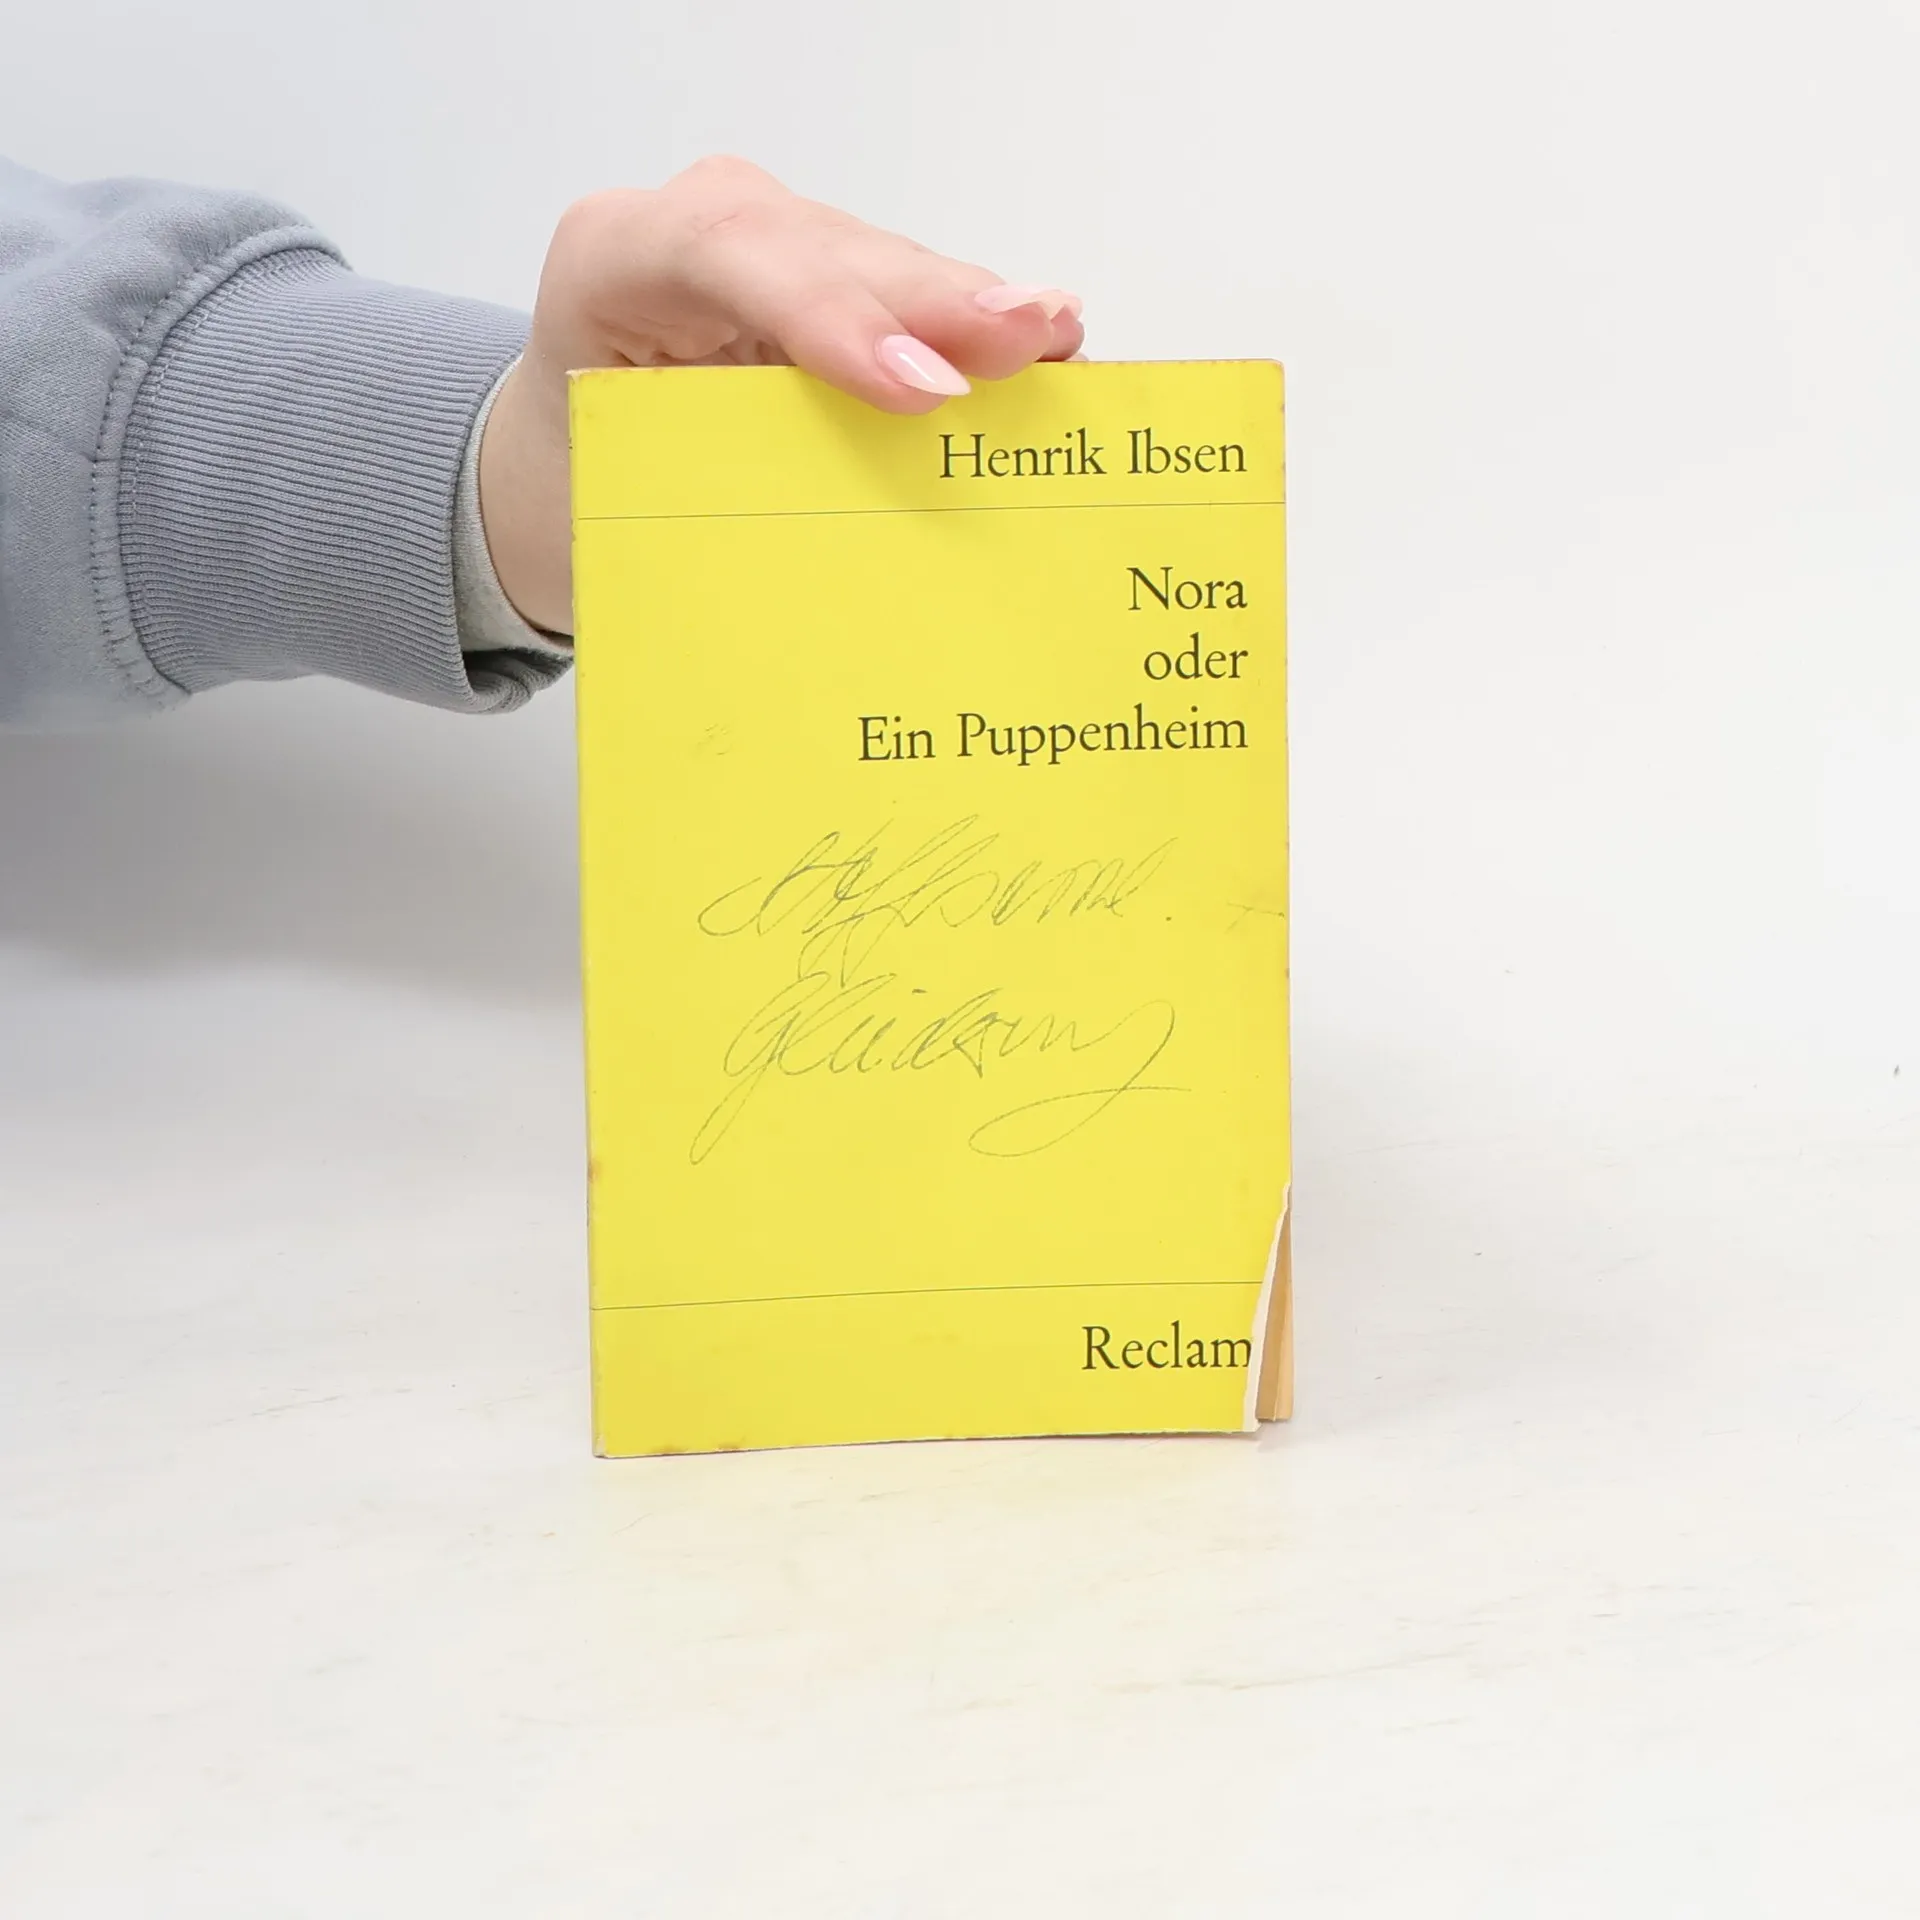 Henrik Ibsen
Nora
oder
Ein Puppenheim
Reclam